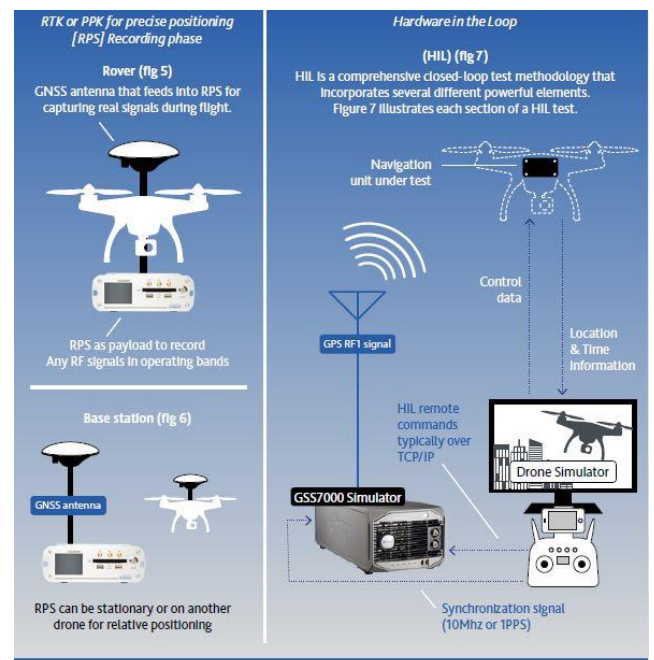 RTK or PPK for precise positioning
[RPS] Recording phase
Rover (fig 5)
GNSS antenna that feeds into RPS for
capturing real signals during flight.
RPS as payload to record
Any RF signals in operating bands
Base station (fig 6)
GNSS antenna
RPS can be stationary or on another
drone for relative positioning
Hardware in the Loop
(HIL) (fig 7)
HIL is a comprehensive closed-loop test methodology that
incorporates several different powerful elements.
Figure 7 illustrates each section of a HIL test.
Navigation
unit under test
Control
data
Location
& Time
information
GPS RF1 signal
HIL remote
commands
typically over
TCP/IP
Drone Simulator
GSS7000 Simulator
Synchronization signal
(10Mhz or 1PPS)